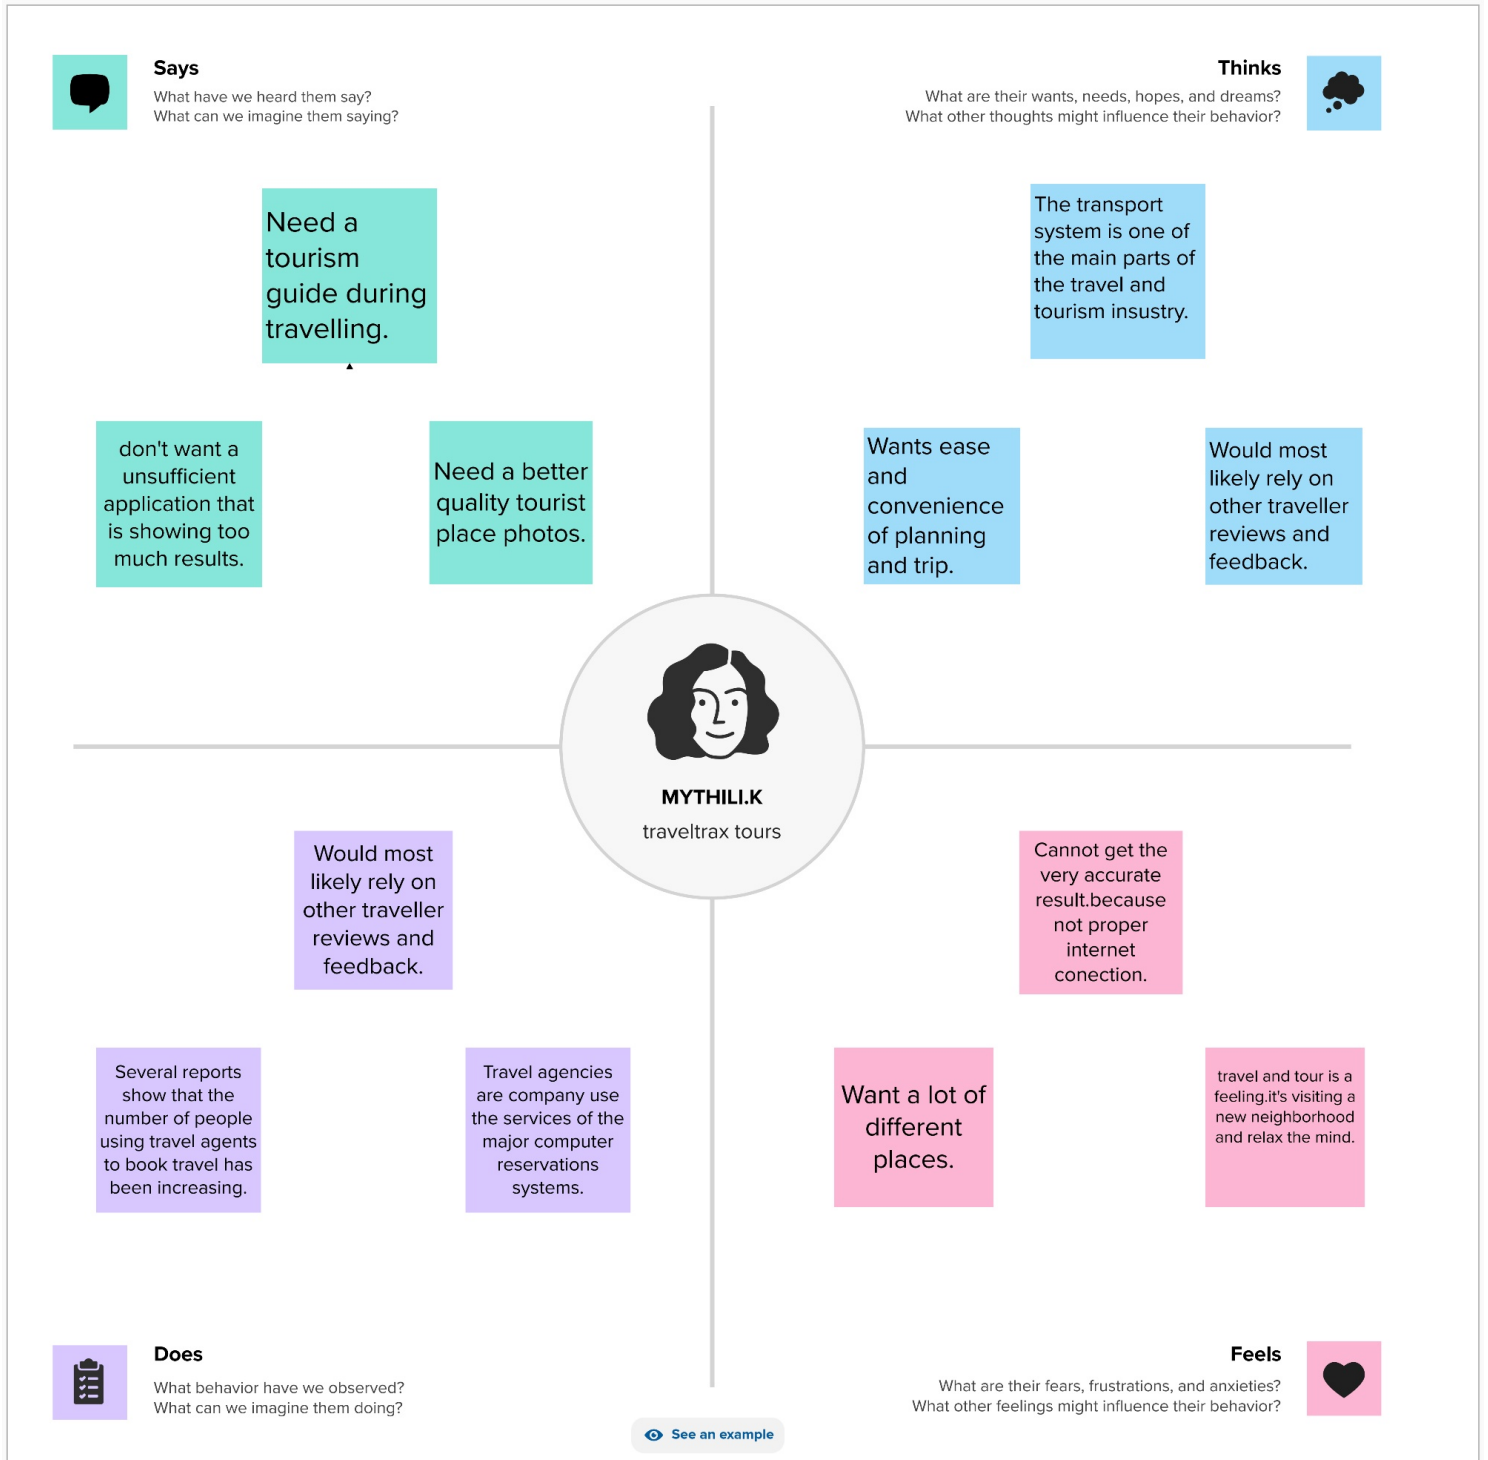 Says
What have we heard them say?
What can we imagine them saying?
Thinks
What are their wants, needs, hopes, and dreams?
What other thoughts might influence their behavior?
Need a
tourism
guide during
travelling.
The transport
system is one of
the main parts of
the travel and
tourism insustry.
don't want a
unsufficient
application that
is showing too
much results.
Need a better
quality tourist
place photos.
Wants ease
and
convenience
of planning
and trip.
Would most
likely rely on
other traveller
reviews and
feedback.
MYTHILI.K
traveltrax tours
Would most
likely rely on
other traveller
reviews and
feedback.
Cannot get the
very accurate
result.because
not proper
internet
conection.
Several reports
show that the
number of people
using travel agents
to book travel has
been increasing.
Travel agencies
are company use
the services of the
major computer
reservations
systems.
Want a lot of
different
places.
travel and tour is a
feeling.it's visiting a
new neighborhood
and relax the mind.
Does
What behavior have we observed?
What can we imagine them doing?
Feels
What are their fears, frustrations, and anxieties?
What other feelings might influence their behavior?
See an example